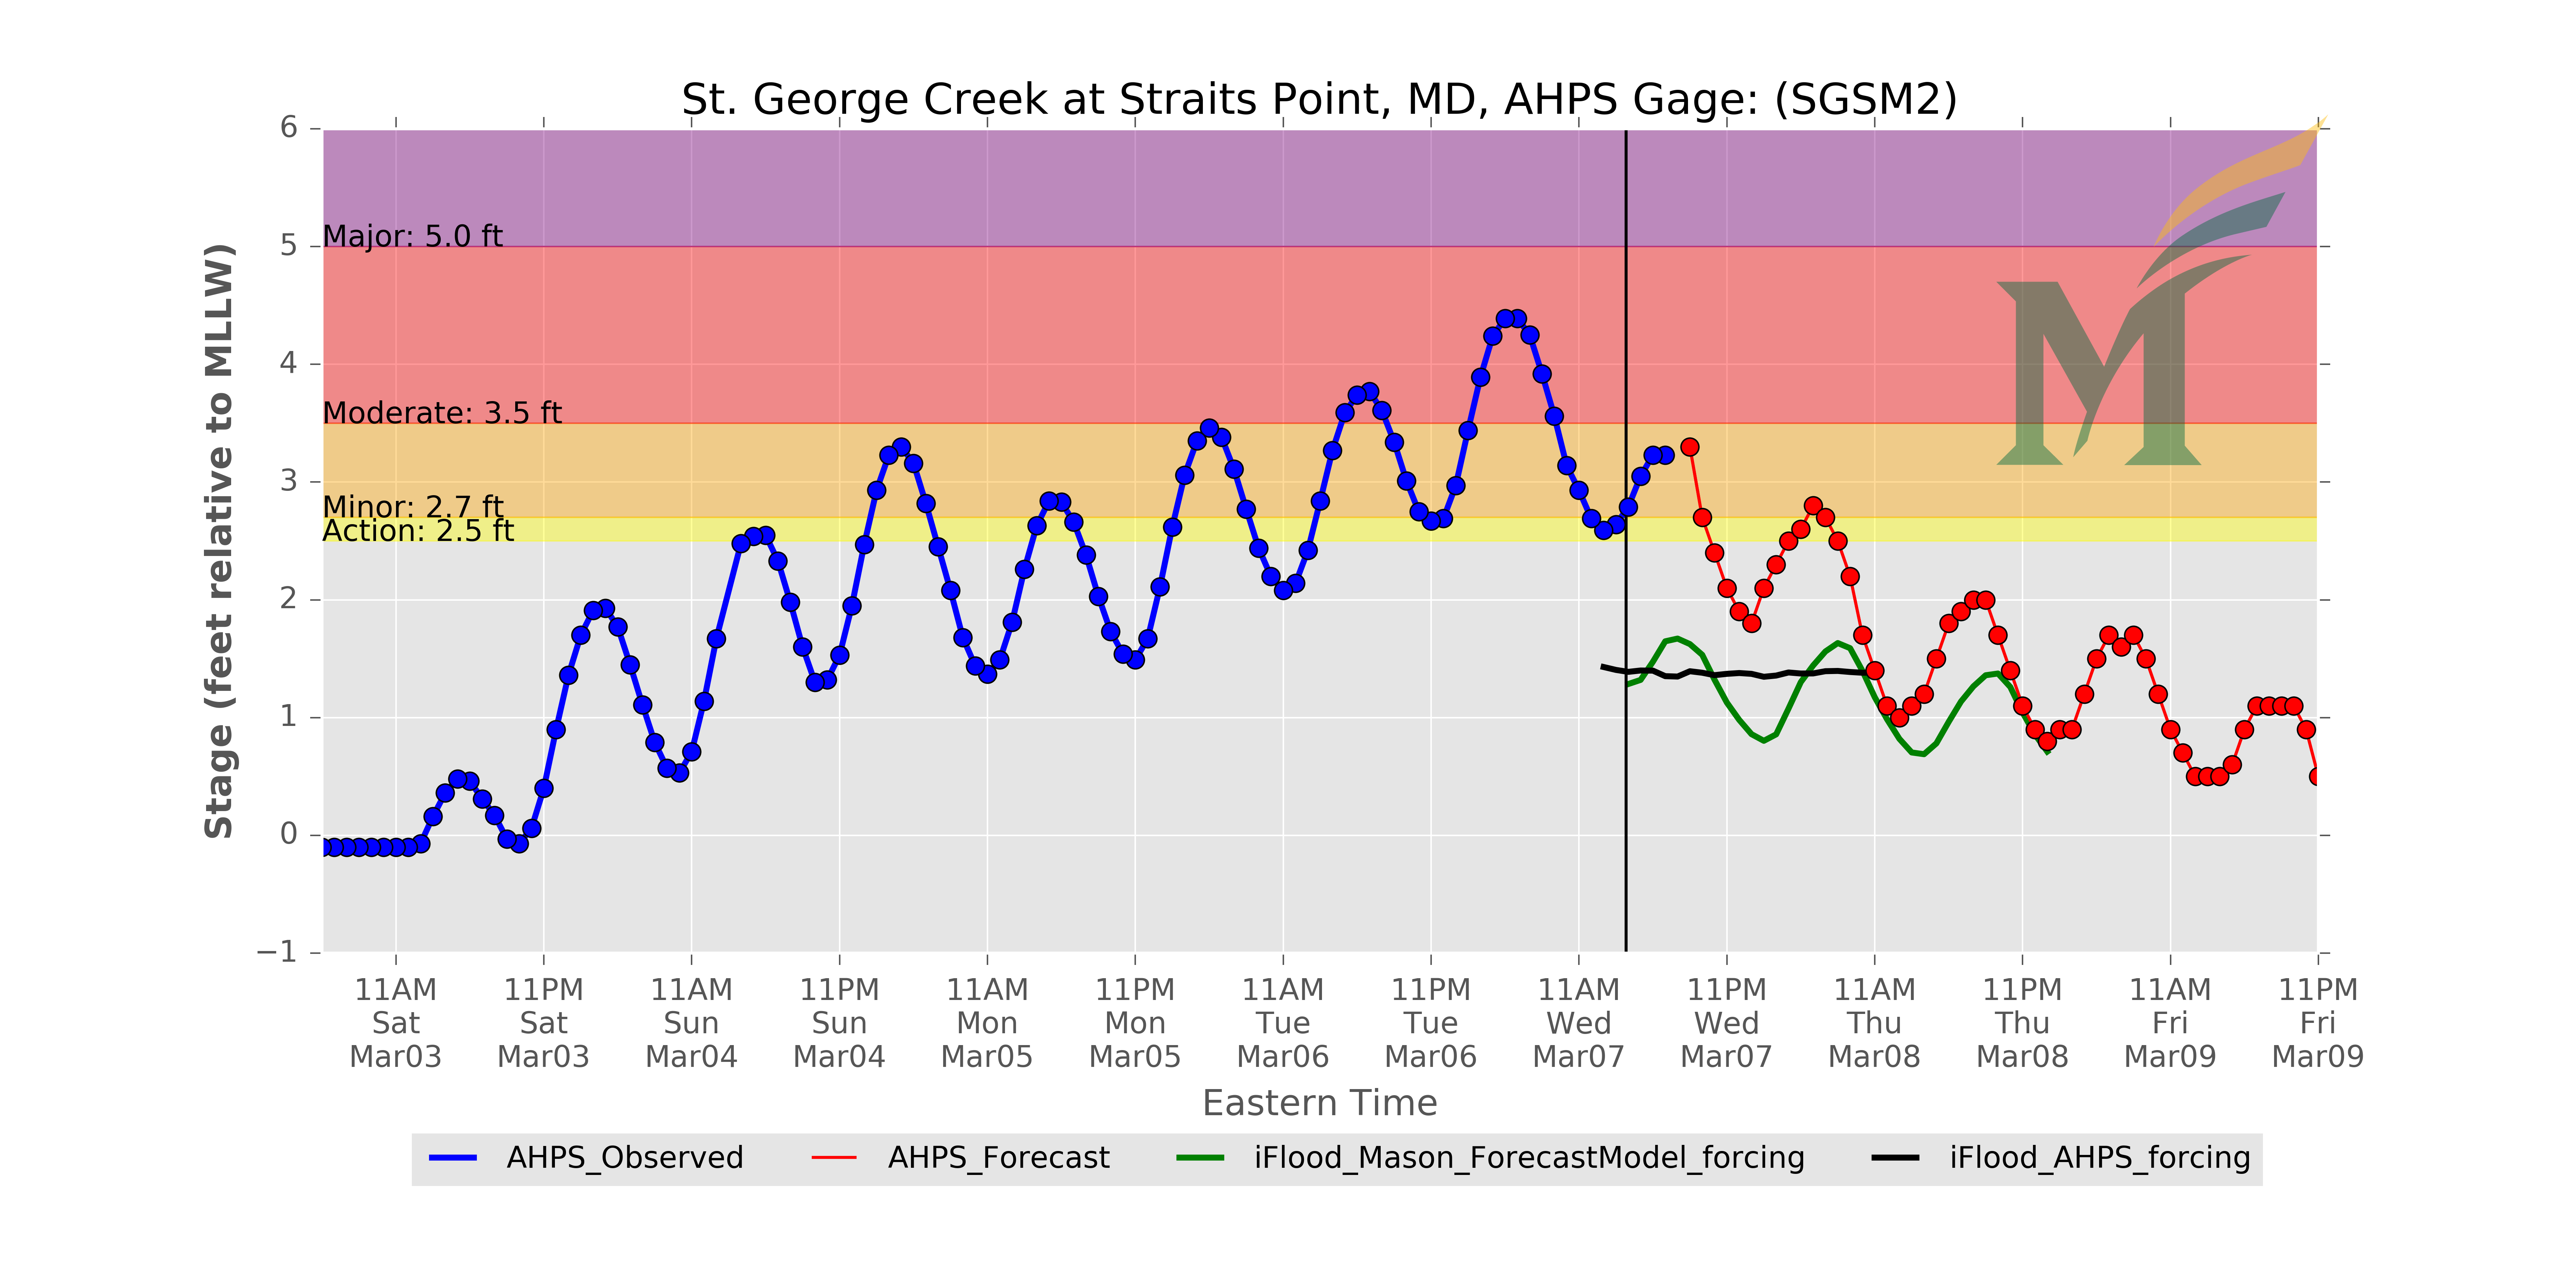 St. George Creek at Straits Point, MD, AHPS Gage: (SGSM2)
Stage (feet relative to MLLW)
6
5
4
3
2
1
0
−1
Major: 5.0 ft
Moderate: 3.5 ft
Minor: 2.7 ft
Action: 2.5 ft
M
11AM 11PM 11AM 11PM 11AM 11PM 11AM 11PM 11AM 11PM 11AM 11PM 11AM 11PM
Sat Sat Sun Sun Mon Mon Tue Tue Wed Wed Thu Thu Fri Fri
Mar03 Mar03 Mar04 Mar04 Mar05 Mar05 Mar06 Mar06 Mar07 Mar07 Mar08 Mar08 Mar09 Mar09
Eastern Time
AHPS_Observed AHPS_Forecast iFlood_Mason_ForecastModel_forcing iFlood_AHPS_forcing